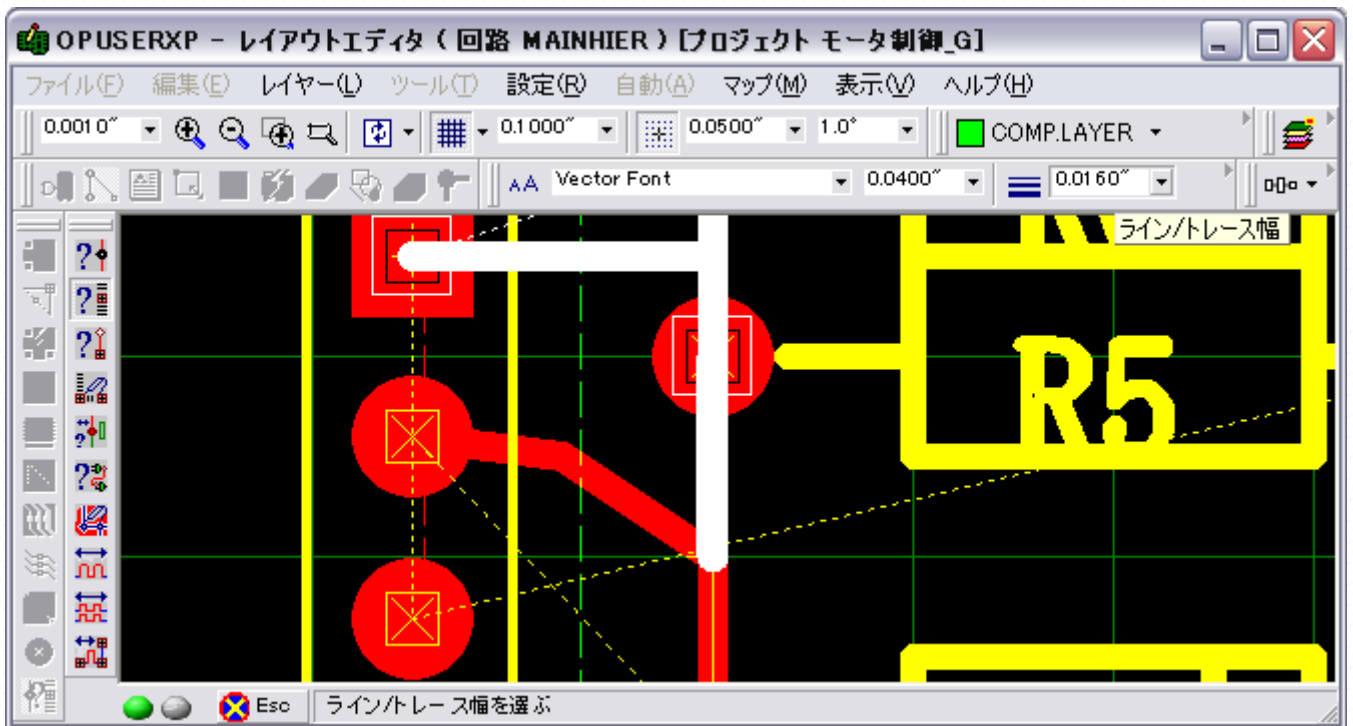 OPUSERXP - レイアウトエディタ ( 回路 MAINHIER ) [プロジェクト モータ制御_G]
ファイル(F) 編集(E) レイヤー(L) ツール(T) 設定(R) 自動(A) マップ(M) 表示(V) ヘルプ(H)
0.0010" 0.1000" 0.0500" 1.0° COMP.LAYER
AA Vector Font 0.0400" 0.0160"
ライン/トレース幅
R5
Esc ライン/トレース幅を選ぶ